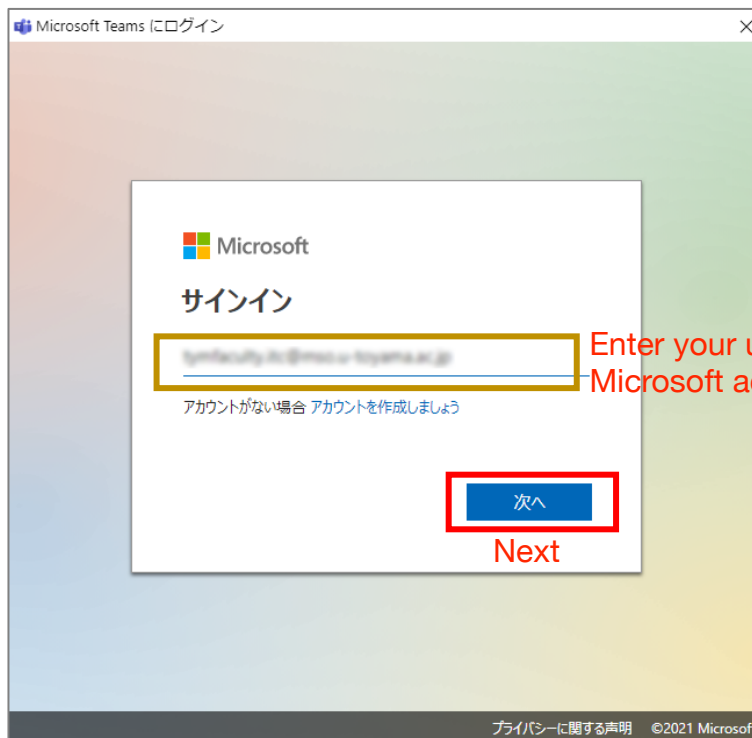 Microsoft Teams にログイン
Microsoft
サインイン
Enter your
Microsoft
アカウントがない場合 アカウントを作成しましょう
次へ
Next
プライバシーに関する声明 ©2021 Microsoft